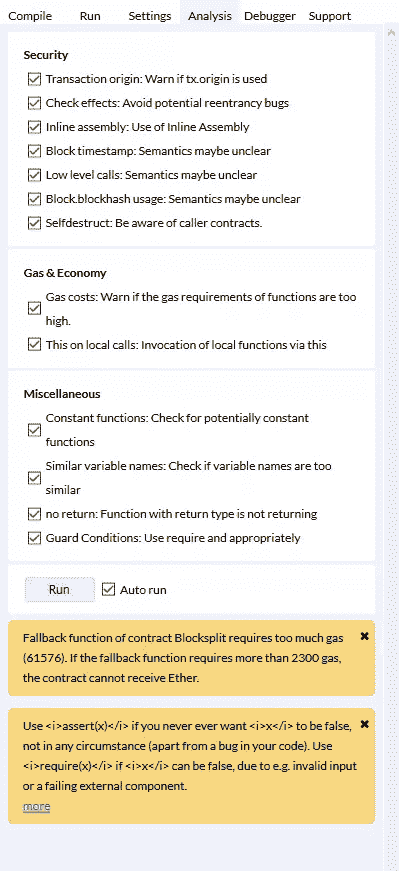 Compile Run Settings Analysis Debugger Support
Security
Transaction origin: Warn if tx.origin is used
Check effects: Avoid potential reentrancy bugs
Inline assembly: Use of Inline Assembly
Block timestamp: Semantics maybe unclear
Low level calls: Semantics maybe unclear
Block.blockhash usage: Semantics maybe unclear
Selfdestruct: Be aware of caller contracts.
Gas & Economy
Gas costs: Warn if the gas requirements of functions are too
high.
This on local calls: Invocation of local functions via this
Miscellaneous
Constant functions: Check for potentially constant
functions
Similar variable names: Check if variable names are too
similar
no return: Function with return type is not returning
Guard Conditions: Use require and appropriately
Run Auto run
Fallback function of contract Blocksplit requires too much gas
(61576). If the fallback function requires more than 2300 gas,
the contract cannot receive Ether.
Use <i>assert(x)</i> if you never ever want <i>x</i> to be false,
not in any circumstance (apart from a bug in your code). Use
<i>require(x)</i> if <i>x</i> can be false, due to e.g. invalid input
or a failing external component.
more